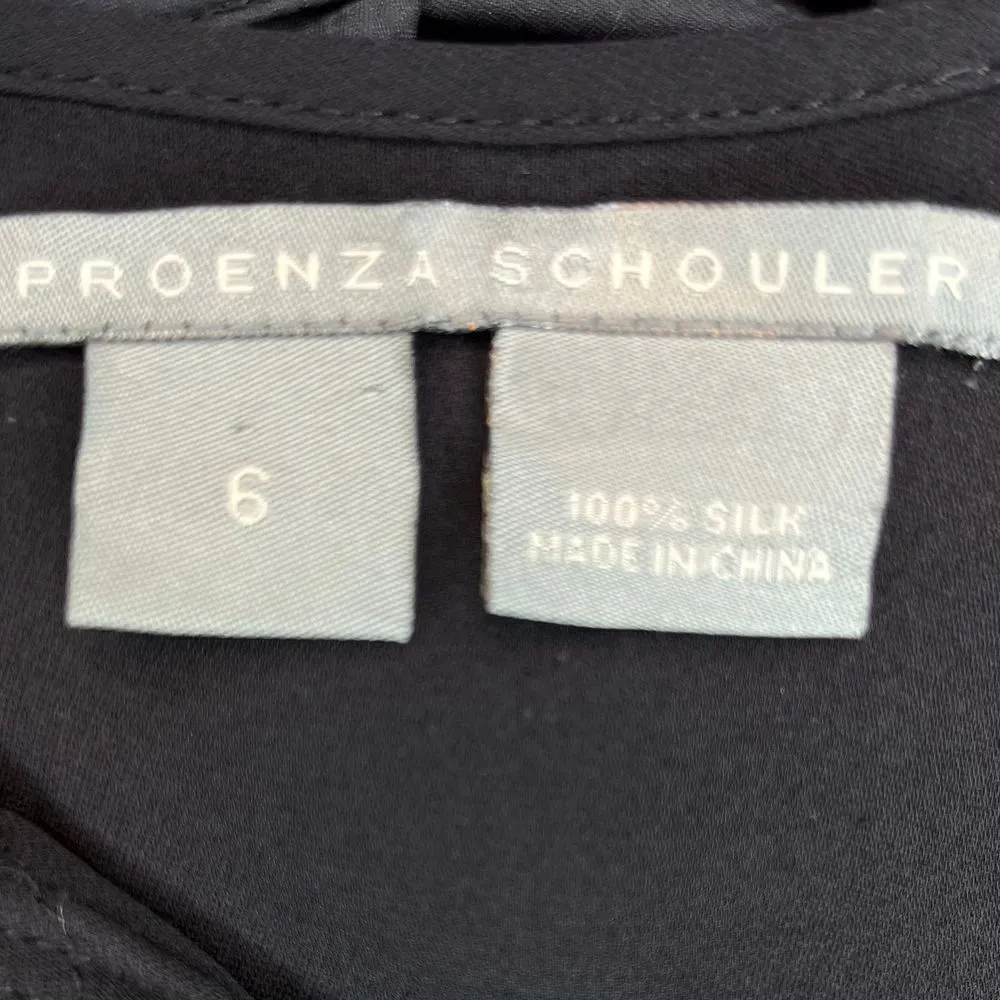 PROENZA SCHOULER
6
100% SILK
MADE IN CHINA